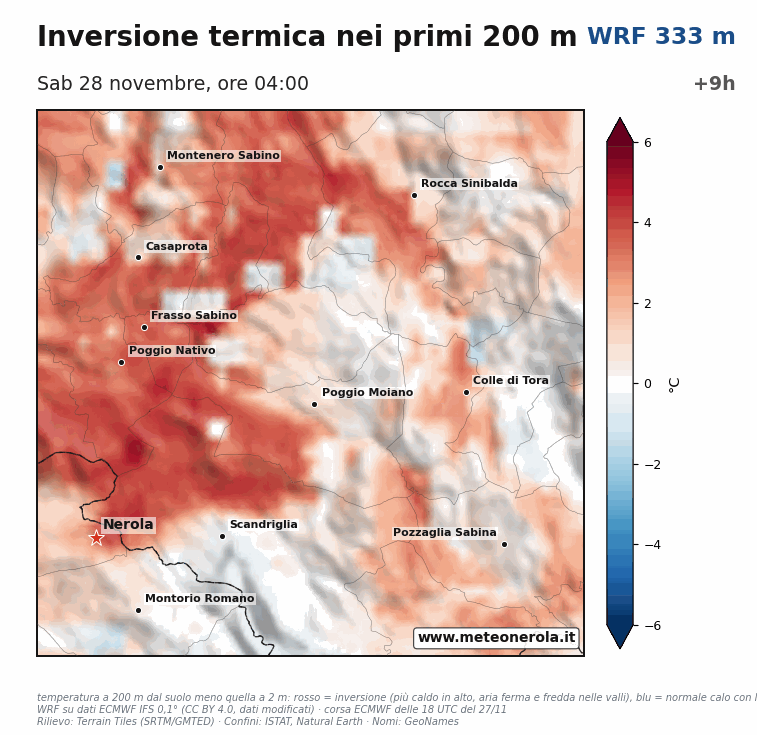 Inversione termica nei primi 200 m WRF 333 m
Sab 28 novembre, ore 04:00 +9h
Montenero Sabino
Rocca Sinibalda
Casaprota
Frasso Sabino
Poggio Nativo
Colle di Tora
Poggio Moiano
Nerola
Scandriglia
Pozzaglia Sabina
Montorio Romano
www.meteonerola.it
6
4
2
0
−2
−4
−6
°C
temperatura a 200 m dal suolo meno quella a 2 m: rosso = inversione (più caldo in alto, aria ferma e fredda nelle valli), blu = normale calo con l
WRF su dati ECMWF IFS 0,1° (CC BY 4.0, dati modificati) · corsa ECMWF delle 18 UTC del 27/11
Rilievo: Terrain Tiles (SRTM/GMTED) · Confini: ISTAT, Natural Earth · Nomi: GeoNames